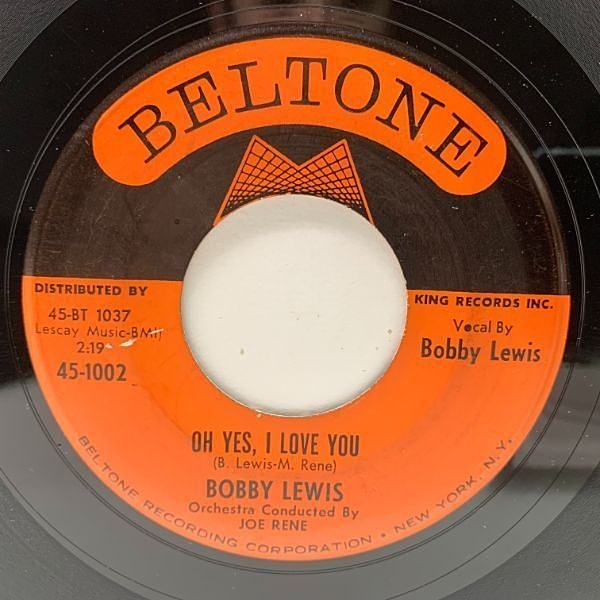 BELTONE
DISTRIBUTED BY
KING RECORDS INC.
45-BT 1037
Lescay Music-BMI
2:19
45-1002
Vocal By
Bobby Lewis
OH YES, I LOVE YOU
(B. Lewis-M. Rene)
BOBBY LEWIS
Orchestra Conducted By
JOE RENE
BELTONE RECORDING CORPORATION • NEW YORK, N.Y.